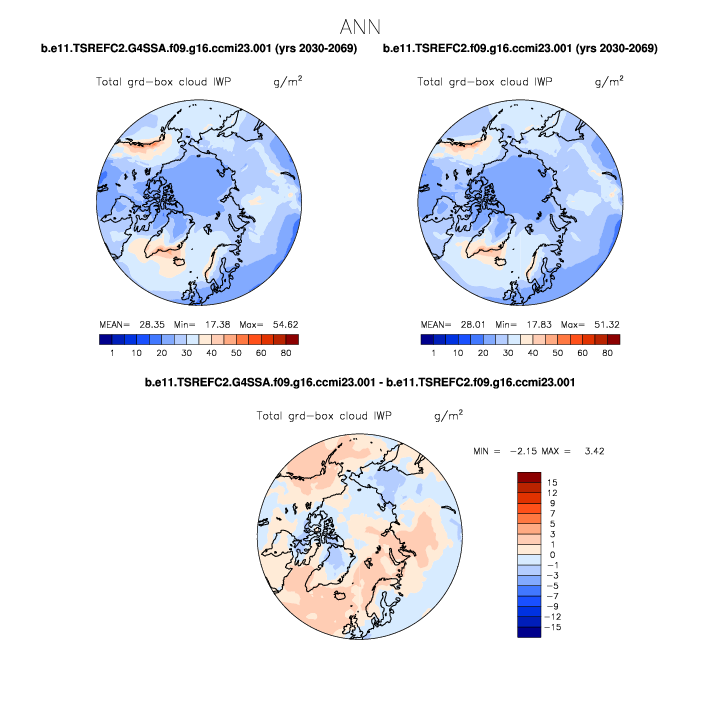 ANN
b.e11.TSREFC2.G4SSA.f09.g16.ccmi23.001 (yrs 2030-2069) b.e11.TSREFC2.f09.g16.ccmi23.001 (yrs 2030-2069)
Total grd-box cloud IWP g/m² Total grd-box cloud IWP g/m²
MEAN= 28.35 Min= 17.38 Max= 54.62 MEAN= 28.01 Min= 17.83 Max= 51.32
1 10 20 30 40 50 60 80 1 10 20 30 40 50 60 80
b.e11.TSREFC2.G4SSA.f09.g16.ccmi23.001 - b.e11.TSREFC2.f09.g16.ccmi23.001
Total grd-box cloud IWP g/m²
MIN = -2.15 MAX = 3.42
15
12
9
7
5
3
1
0
-1
-3
-5
-7
-9
-12
-15